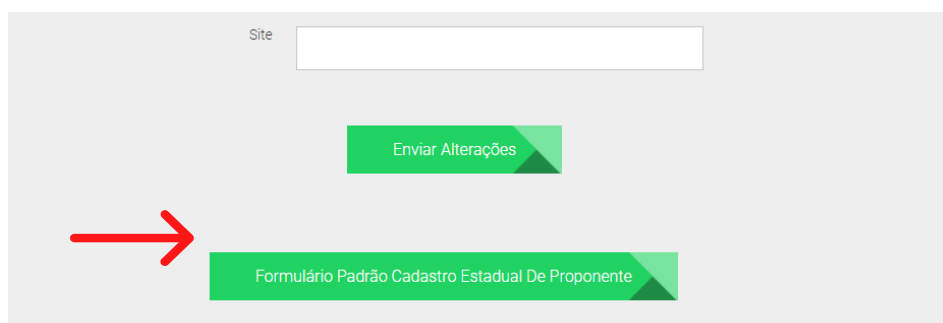 Site
Enviar Alterações
Formulário Padrão Cadastro Estadual De Proponente